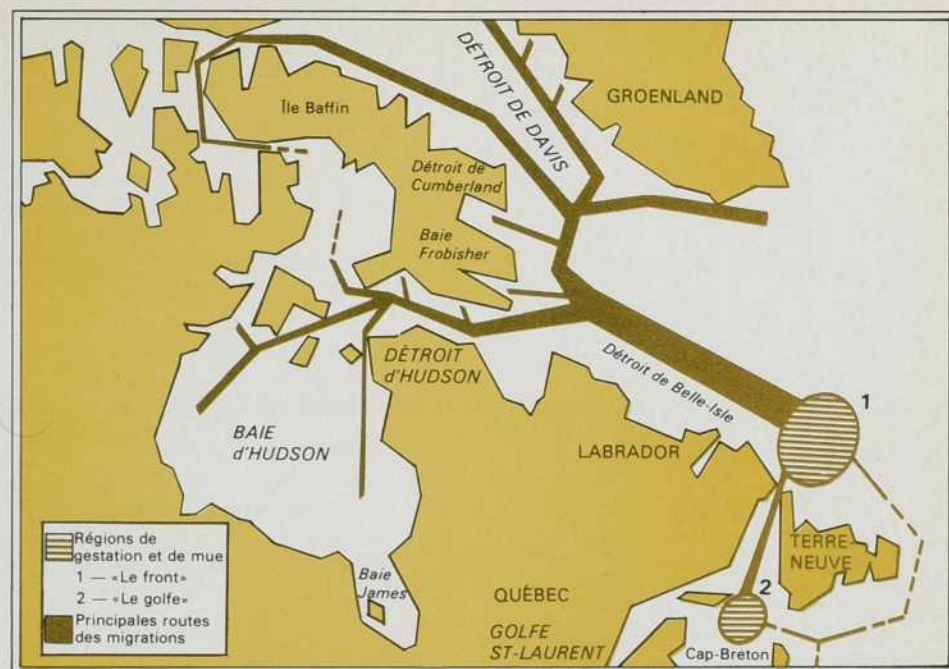 GROENLAND
DÉTROIT DE DAVIS
Île Baffin
Détroit de
Cumberland
Baie
Frobisher
DÉTROIT
d'HUDSON
Détroit de Belle-Isle
1
BAIE
d'HUDSON
LABRADOR
TERRE-
NEUVE
2
Baie
James
QUÉBEC
GOLFE
ST-LAURENT
Cap-Breton
Régions de
gestation et de mue
1 — «Le front»
2 — «Le golfe»
Principales routes
des migrations